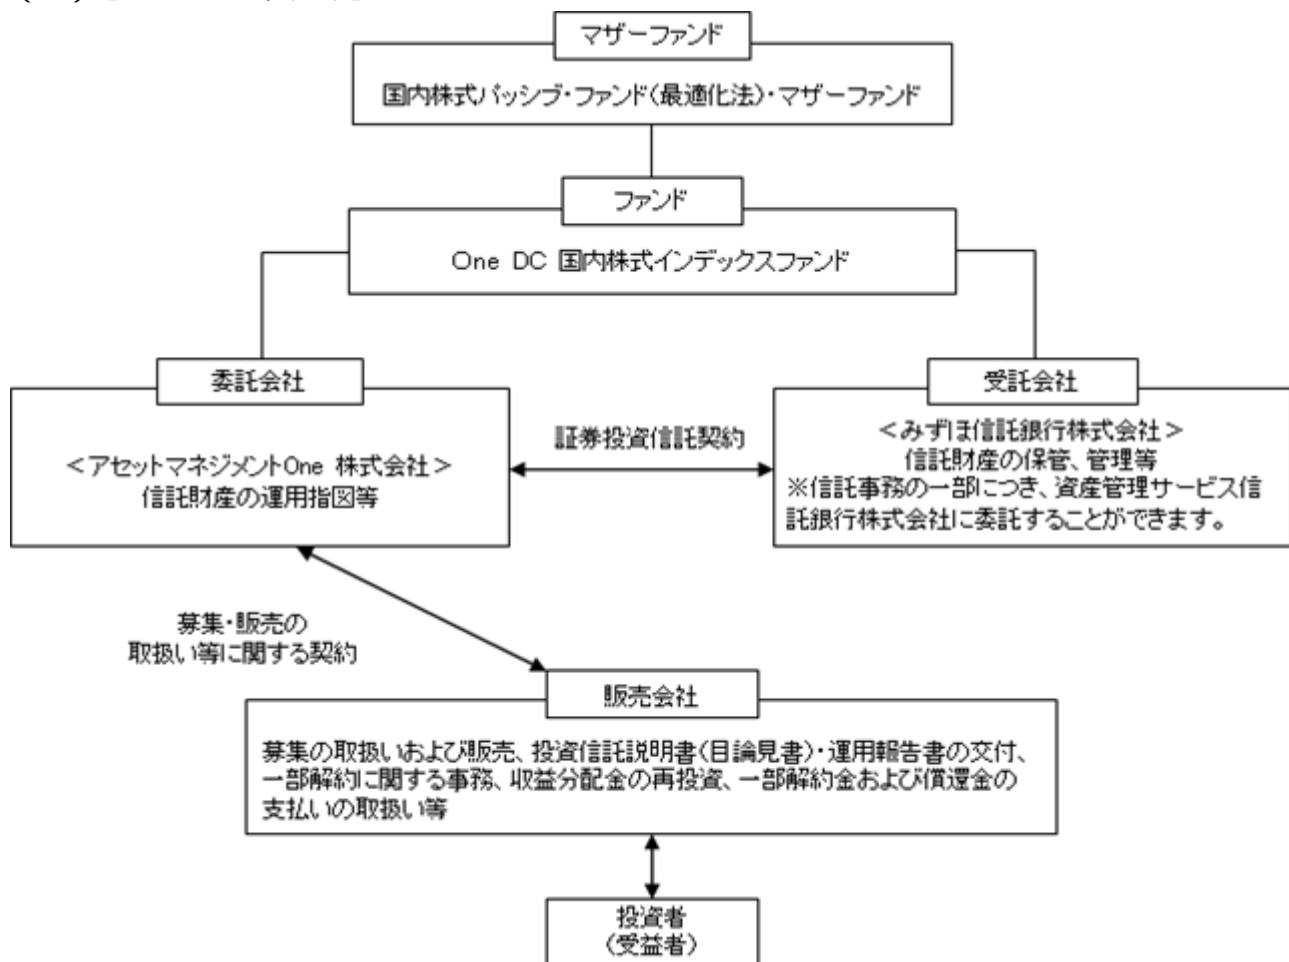 マザーファンド
国内株式パッシブ・ファンド(最適化法)・マザーファンド
ファンド
One DC 国内株式インデックスファンド
委託会社
<アセットマネジメントOne 株式会社>
信託財産の運用指図等
証券投資信託契約
受託会社
<みずほ信託銀行株式会社>
信託財産の保管、管理等
※信託事務の一部につき、資産管理サービス信
託銀行株式会社に委託することができます。
募集・販売の
取扱い等に関する契約
販売会社
募集の取扱いおよび販売、投資信託説明書(目論見書)・運用報告書の交付、
一部解約に関する事務、収益分配金の再投資、一部解約金および償還金の
支払いの取扱い等
投資者
(受益者)